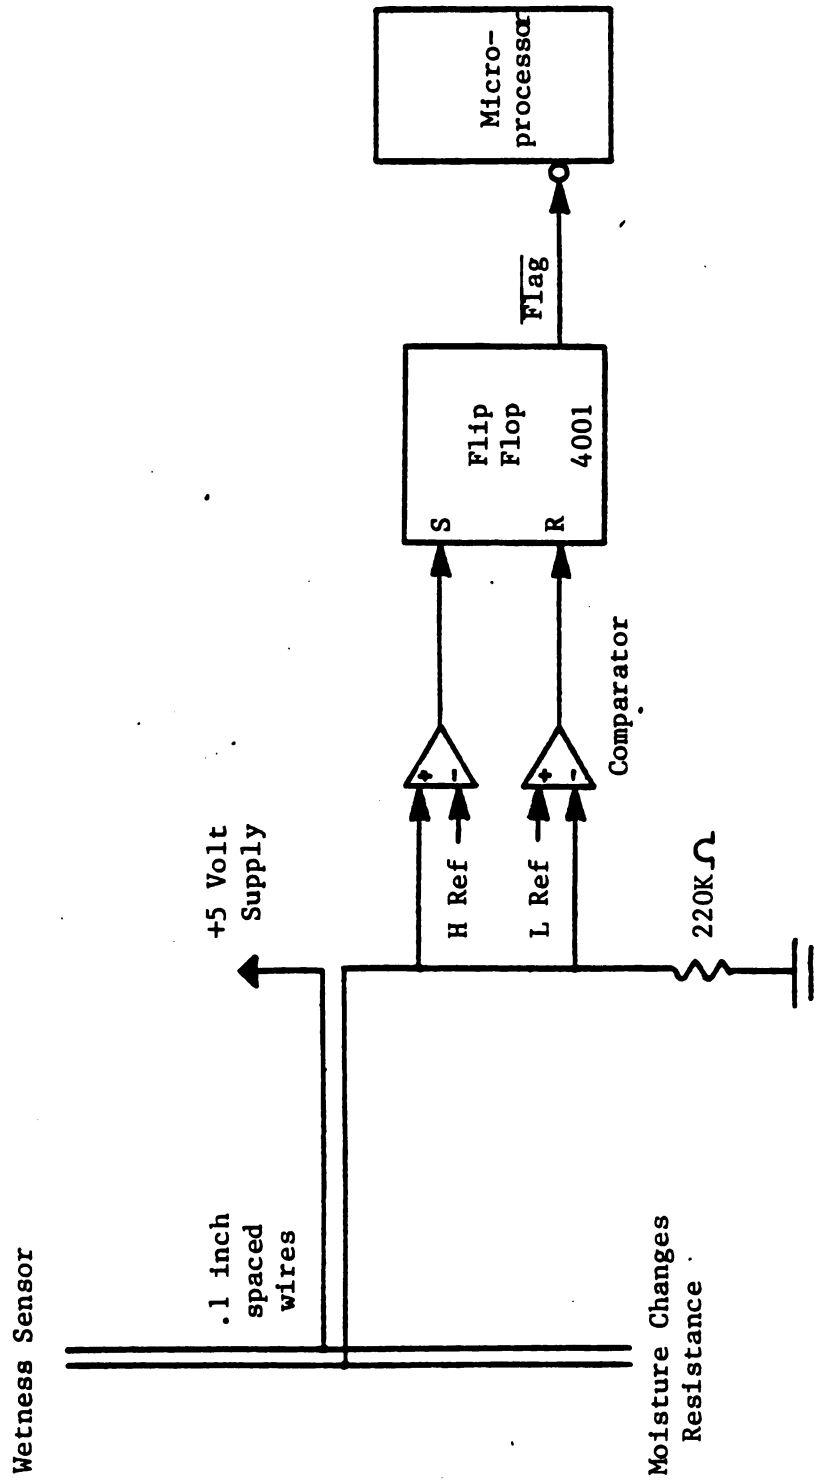 Wetness Sensor
.1 inch
spaced
wires
Moisture Changes
Resistance
+5 Volt
Supply
H Ref
L Ref
220KΩ
+
-
+
-
Comparator
S
R
Flip
Flop
4001
Flag
Micro-
processor